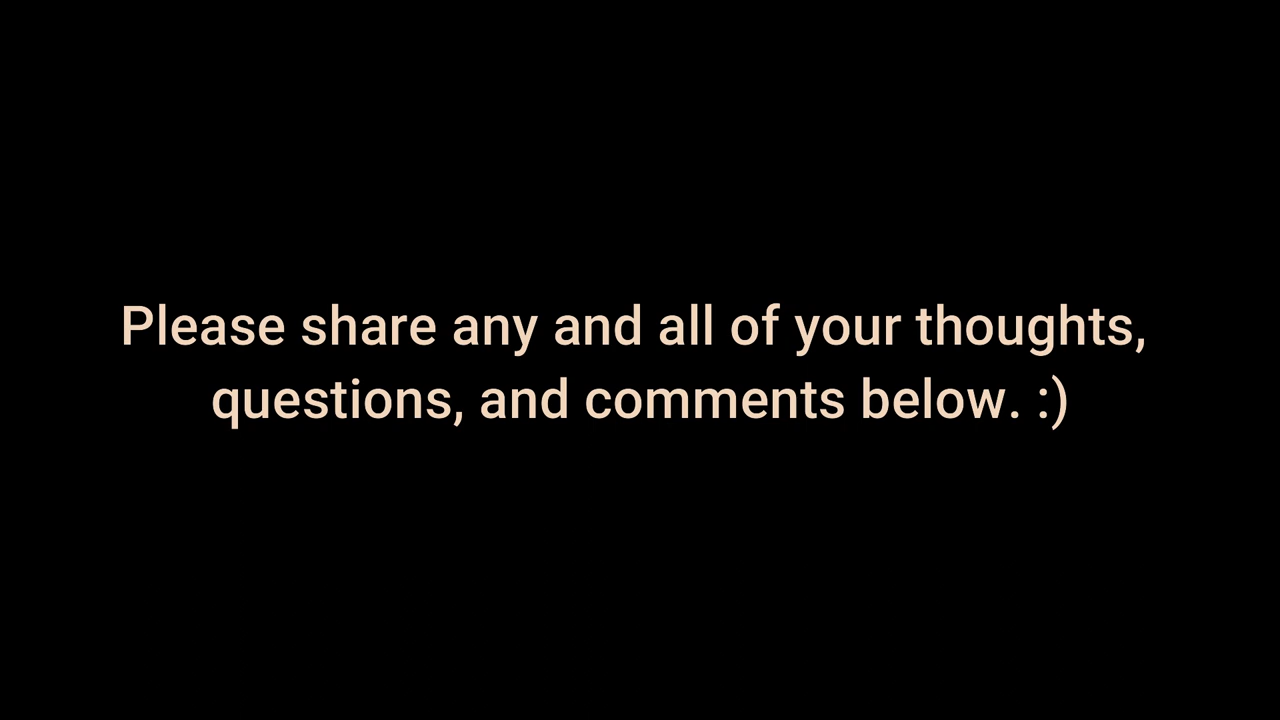 Please share any and all of your thoughts,
questions, and comments below. :)